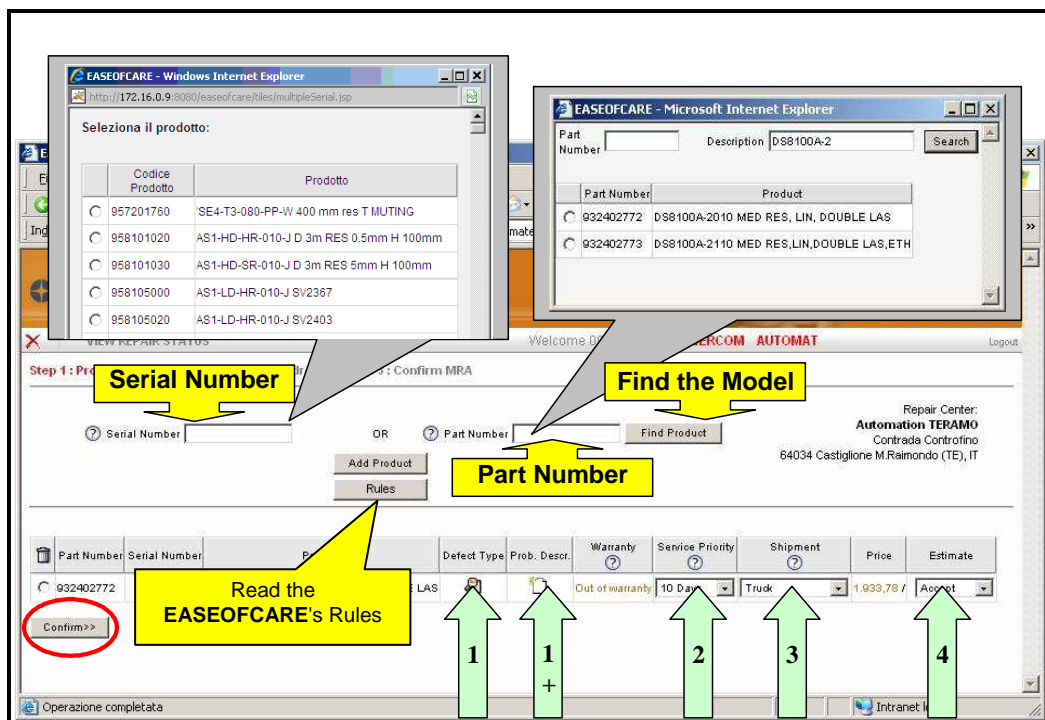 EASEOFCARE - Windows Internet Explorer
http://172.16.0.9:8080/easeofcare/tiles/multipleSerial.jsp
Seleziona il prodotto:
Codice Prodotto Prodotto
957201760 'SE4-T3-080-PP-W 400 mm res T MUTING
958101020 AS1-HD-HR-010-J D 3m RES 0.5mm H 100mm
958101030 AS1-HD-SR-010-J D 3m RES 5mm H 100mm
958105000 AS1-LD-HR-010-J SV2367
958105020 AS1-LD-HR-010-J SV2403
EASEOFCARE - Microsoft Internet Explorer
Part Number Description DS8100A-2 Search
Part Number Product
932402772 DS8100A-2010 MED RES, LIN, DOUBLE LAS
932402773 DS8100A-2110 MED RES,LIN,DOUBLE LAS,ETH
VIEW REPAIR STATUS Welcome AUTOMAT Logout
Step 1 : Confirm MRA
Serial Number
Find the Model
Serial Number OR Part Number Find Product
Part Number
Repair Center:
Automation TERAMO
Contrada Controfino
64034 Castiglione M.Raimondo (TE), IT
Add Product
Rules
Part Number Serial Number Defect Type Prob. Descr. Warranty Service Priority Shipment Price Estimate
932402772 LAS Out of warranty 10 Days Truck 1.933,78 / Accept
Read the
EASEOFCARE's Rules
Confirm>>
1 1 + 2 3 4
Operazione completata Intranet